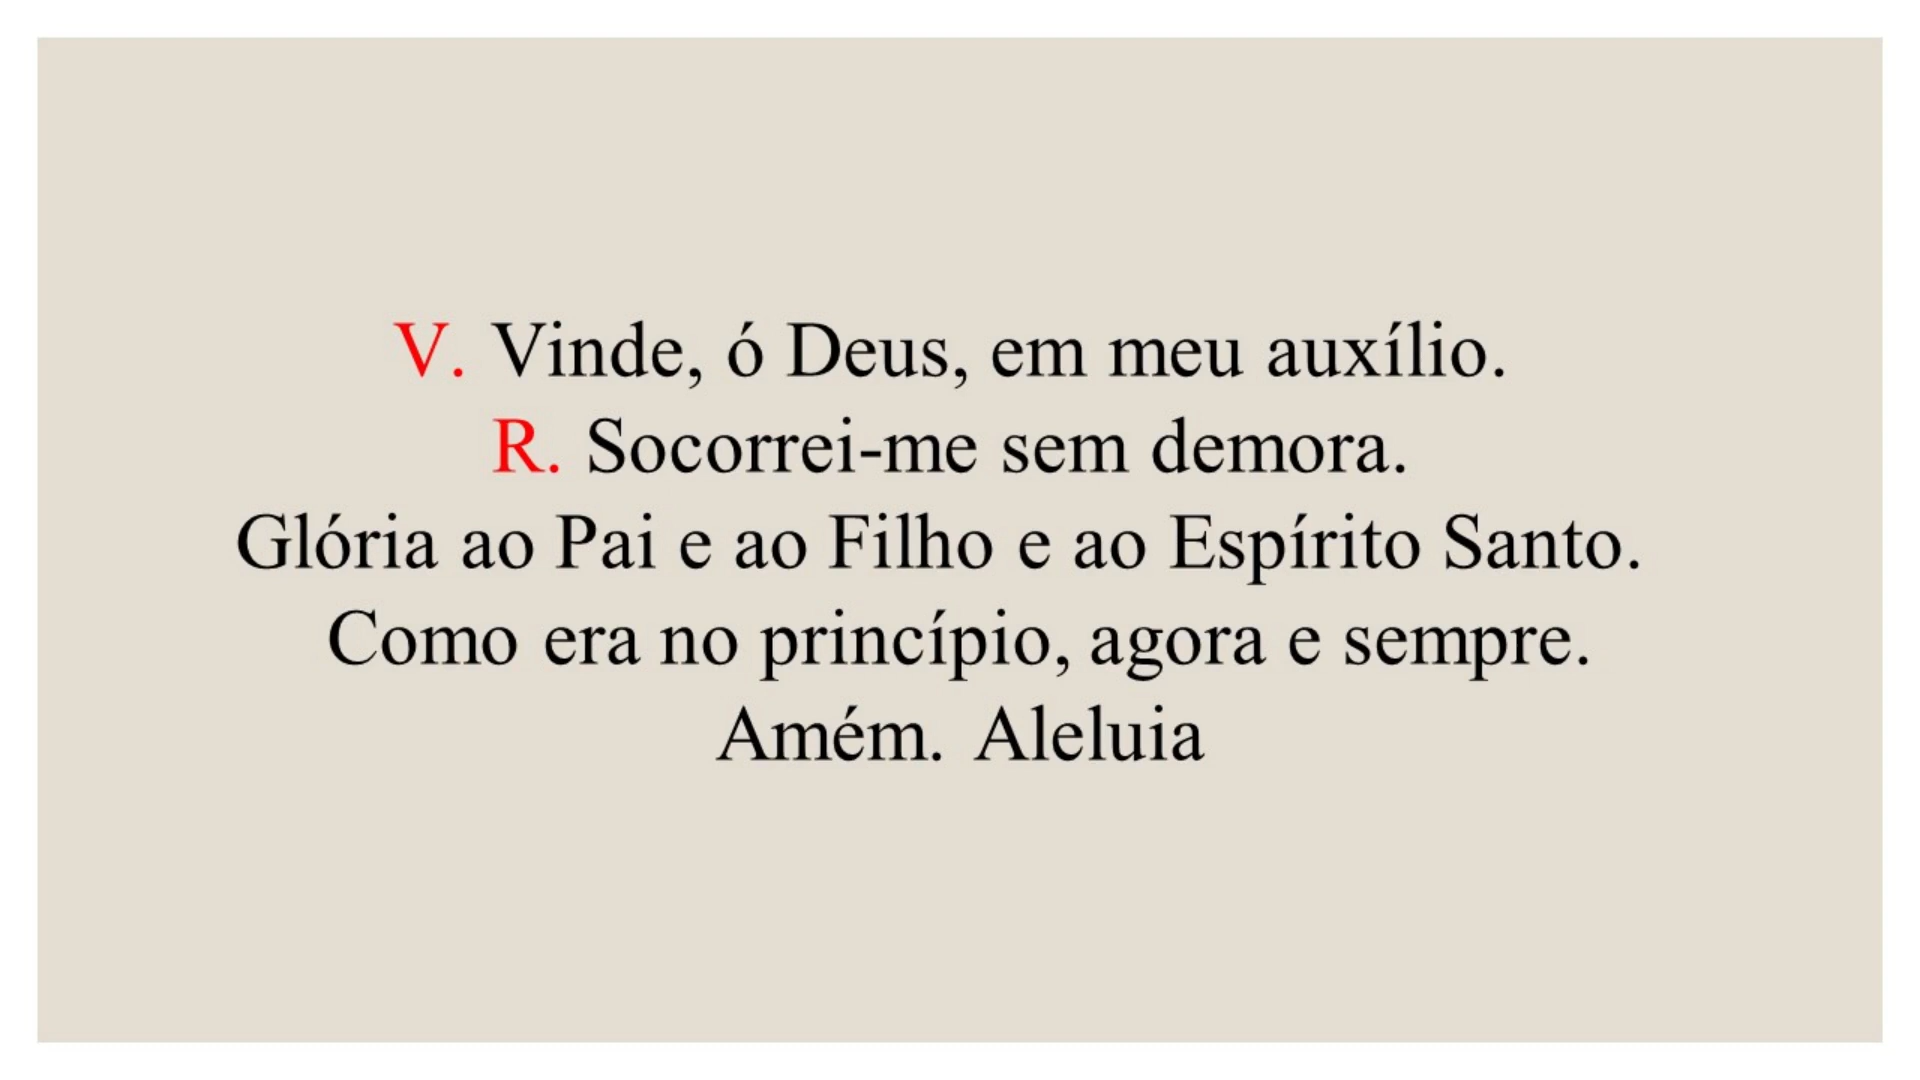 V. Vinde, ó Deus, em meu auxílio.
R. Socorrei-me sem demora.
Glória ao Pai e ao Filho e ao Espírito Santo.
Como era no princípio, agora e sempre.
Amém. Aleluia